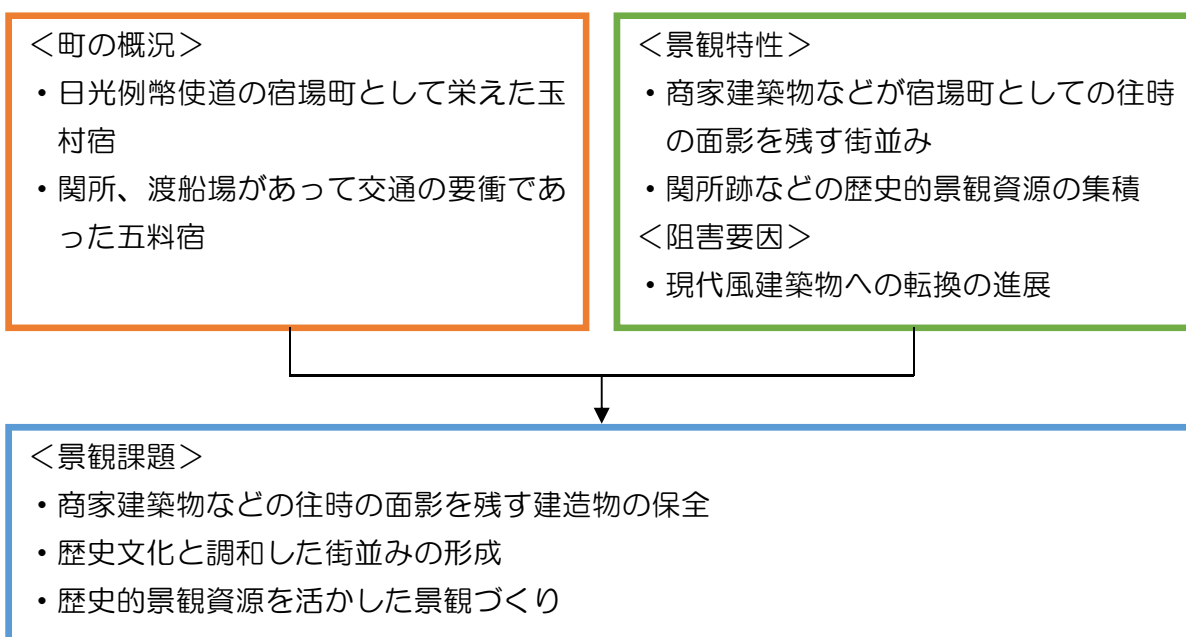 ＜町の概況＞
・日光例幣使道の宿場町として栄えた玉
村宿
・関所、渡船場があって交通の要衝であ
った五料宿
＜景観特性＞
・商家建築物などが宿場町としての往時
の面影を残す街並み
・関所跡などの歴史的景観資源の集積
＜阻害要因＞
・現代風建築物への転換の進展
＜景観課題＞
・商家建築物などの往時の面影を残す建造物の保全
・歴史文化と調和した街並みの形成
・歴史的景観資源を活かした景観づくり